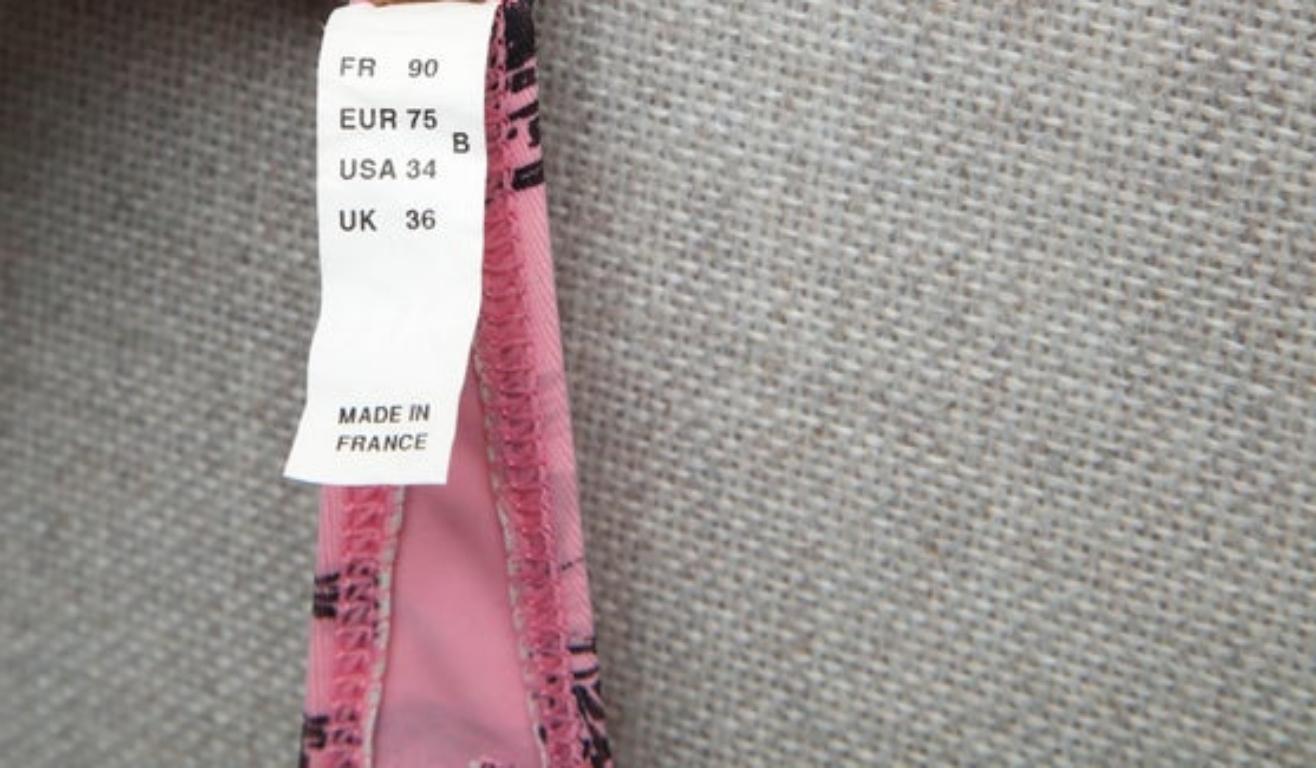 FR 90
EUR 75
B
USA 34
UK 36
MADE IN
FRANCE